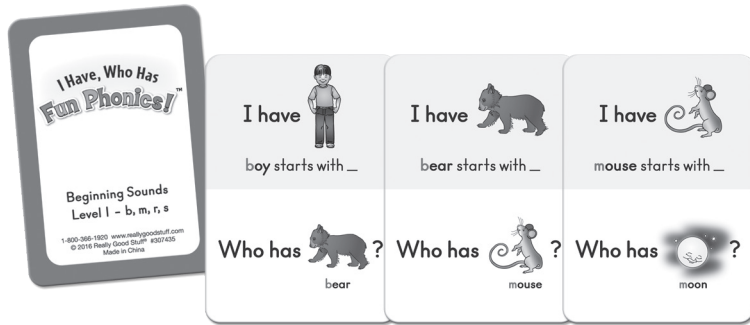 I Have, Who Has
Fun Phonics!™
Beginning Sounds
Level 1 – b, m, r, s
1-800-366-1920 www.reallygoodstuff.com
© 2016 Really Good Stuff® #307435
Made in China
I have
boy starts with _
Who has ?
bear
I have
bear starts with _
Who has ?
mouse
I have
mouse starts with _
Who has ?
moon